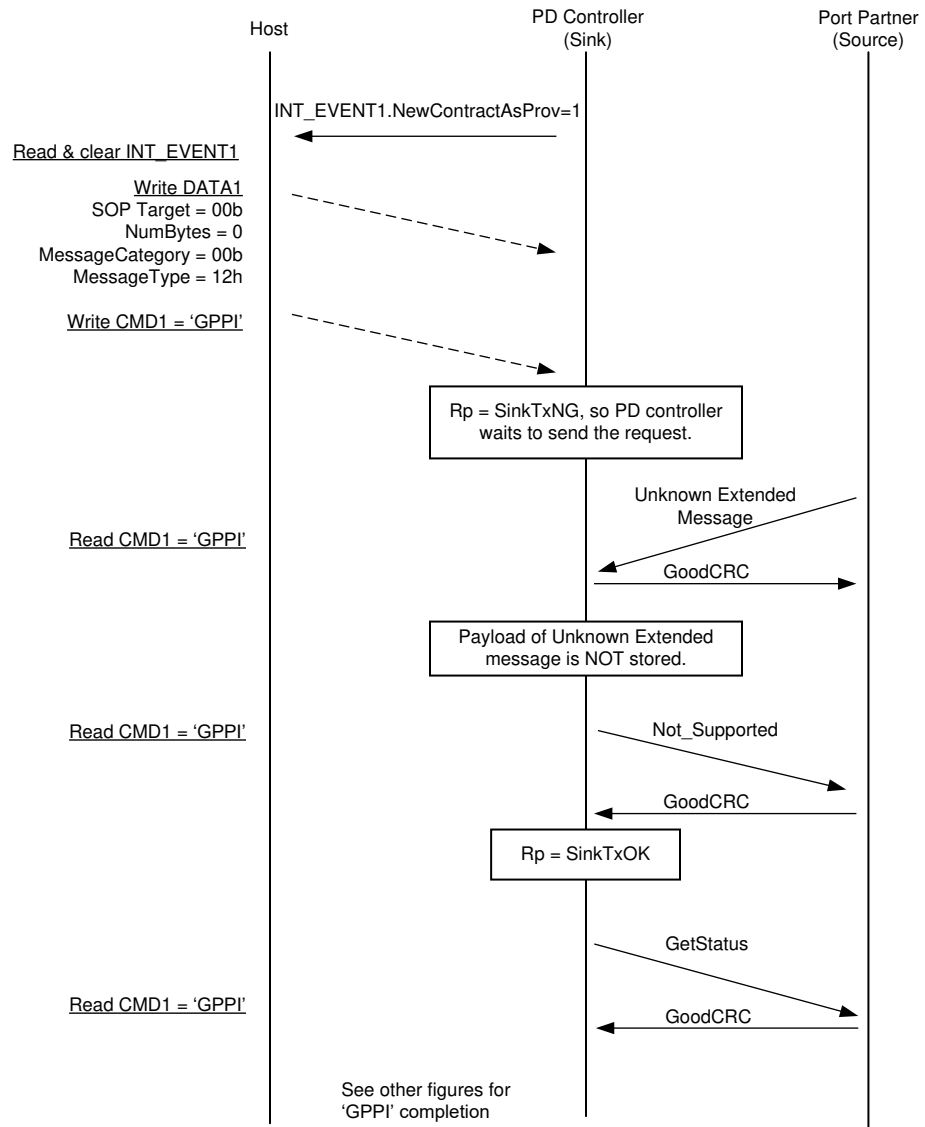 Host
PD Controller
(Sink)
Port Partner
(Source)
INT_EVENT1.NewContractAsProv=1
Read & clear INT_EVENT1
Write DATA1
SOP Target = 00b
NumBytes = 0
MessageCategory = 00b
MessageType = 12h
Write CMD1 = ‘GPPI’
Rp = SinkTxNG, so PD controller
waits to send the request.
Unknown Extended
Message
Read CMD1 = ‘GPPI’
GoodCRC
Payload of Unknown Extended
message is NOT stored.
Read CMD1 = ‘GPPI’
Not_Supported
GoodCRC
Rp = SinkTxOK
GetStatus
Read CMD1 = ‘GPPI’
GoodCRC
See other figures for
‘GPPI’ completion